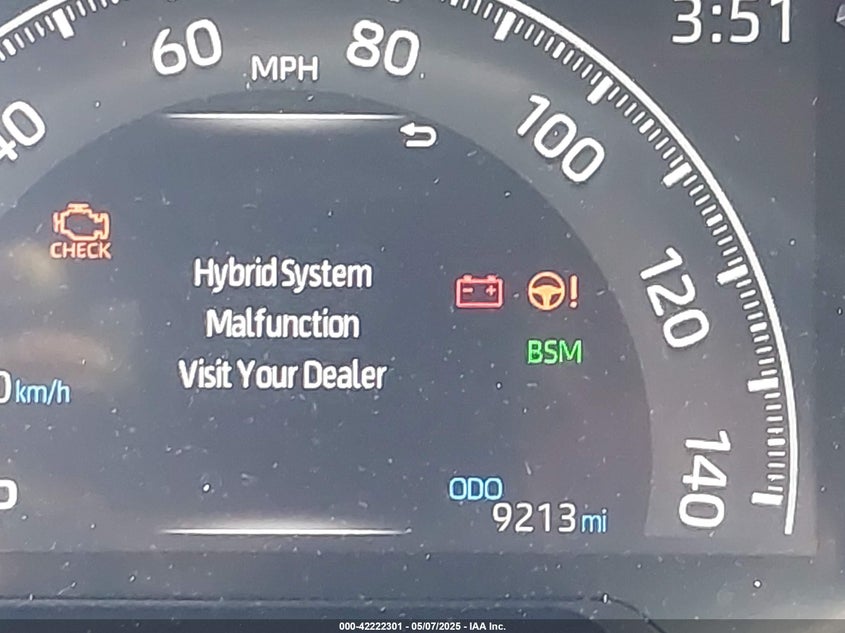 3:51
60
80
MPH
40
100
CHECK
Hybrid System
Malfunction
Visit Your Dealer
120
BSM
km/h
140
ODO
9213 mi
000-42222301 - 05/07/2025 - IAA Inc.